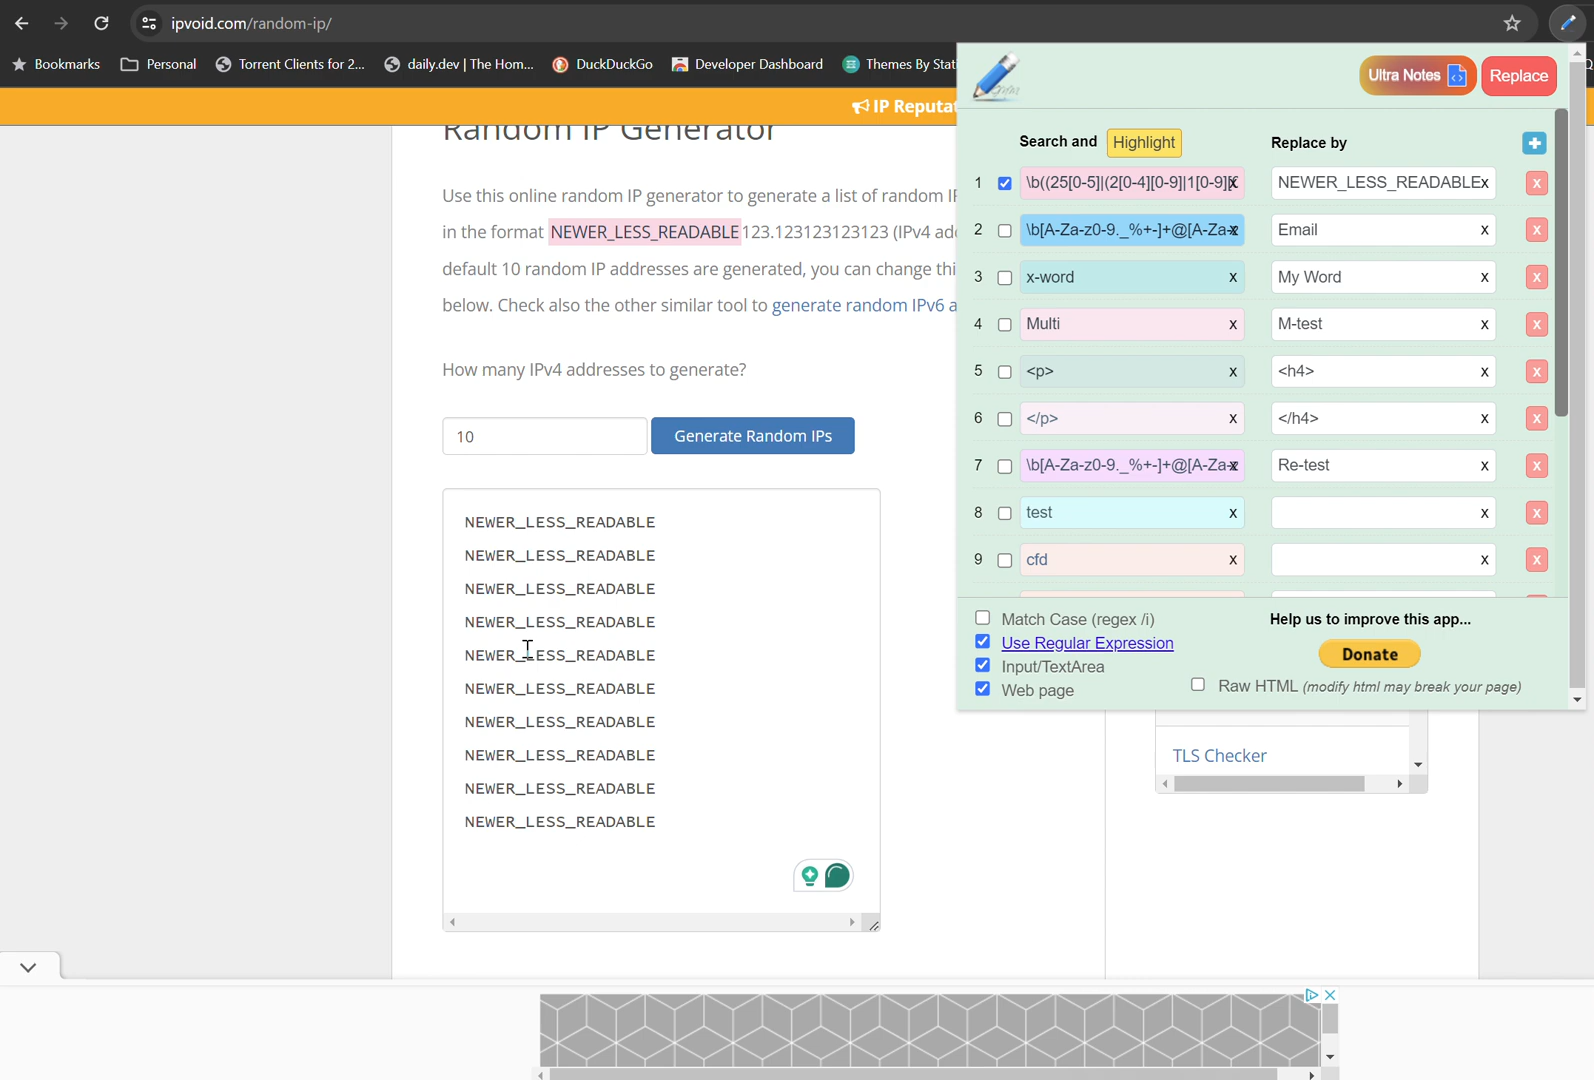 ipvoid.com/random-ip/
Bookmarks Personal Torrent Clients for 2... daily.dev | The Hom... DuckDuckGo Developer Dashboard Themes By Stati
IP Reputat
Random IP Generator
Use this online random IP generator to generate a list of random IP
in the format NEWER_LESS_READABLE 123.123123123123 (IPv4 add
default 10 random IP addresses are generated, you can change thi
below. Check also the other similar tool to generate random IPv6 a
How many IPv4 addresses to generate?
10 Generate Random IPs
NEWER_LESS_READABLE
NEWER_LESS_READABLE
NEWER_LESS_READABLE
NEWER_LESS_READABLE
NEWER_LESS_READABLE
NEWER_LESS_READABLE
NEWER_LESS_READABLE
NEWER_LESS_READABLE
NEWER_LESS_READABLE
NEWER_LESS_READABLE
Ultra Notes Replace
Search and Highlight Replace by
1 \b((25[0-5]|(2[0-4][0-9]|1[0-9] x NEWER_LESS_READABLE x x
2 \b[A-Za-z0-9._%+-]+@[A-Za- x Email x x
3 x-word x My Word x x
4 Multi x M-test x x
5 <p> x <h4> x x
6 </p> x </h4> x x
7 \b[A-Za-z0-9._%+-]+@[A-Za- x Re-test x x
8 test x x x
9 cfd x x x
Match Case (regex /i) Help us to improve this app...
Use Regular Expression
Input/TextArea Donate
Web page Raw HTML (modify html may break your page)
TLS Checker